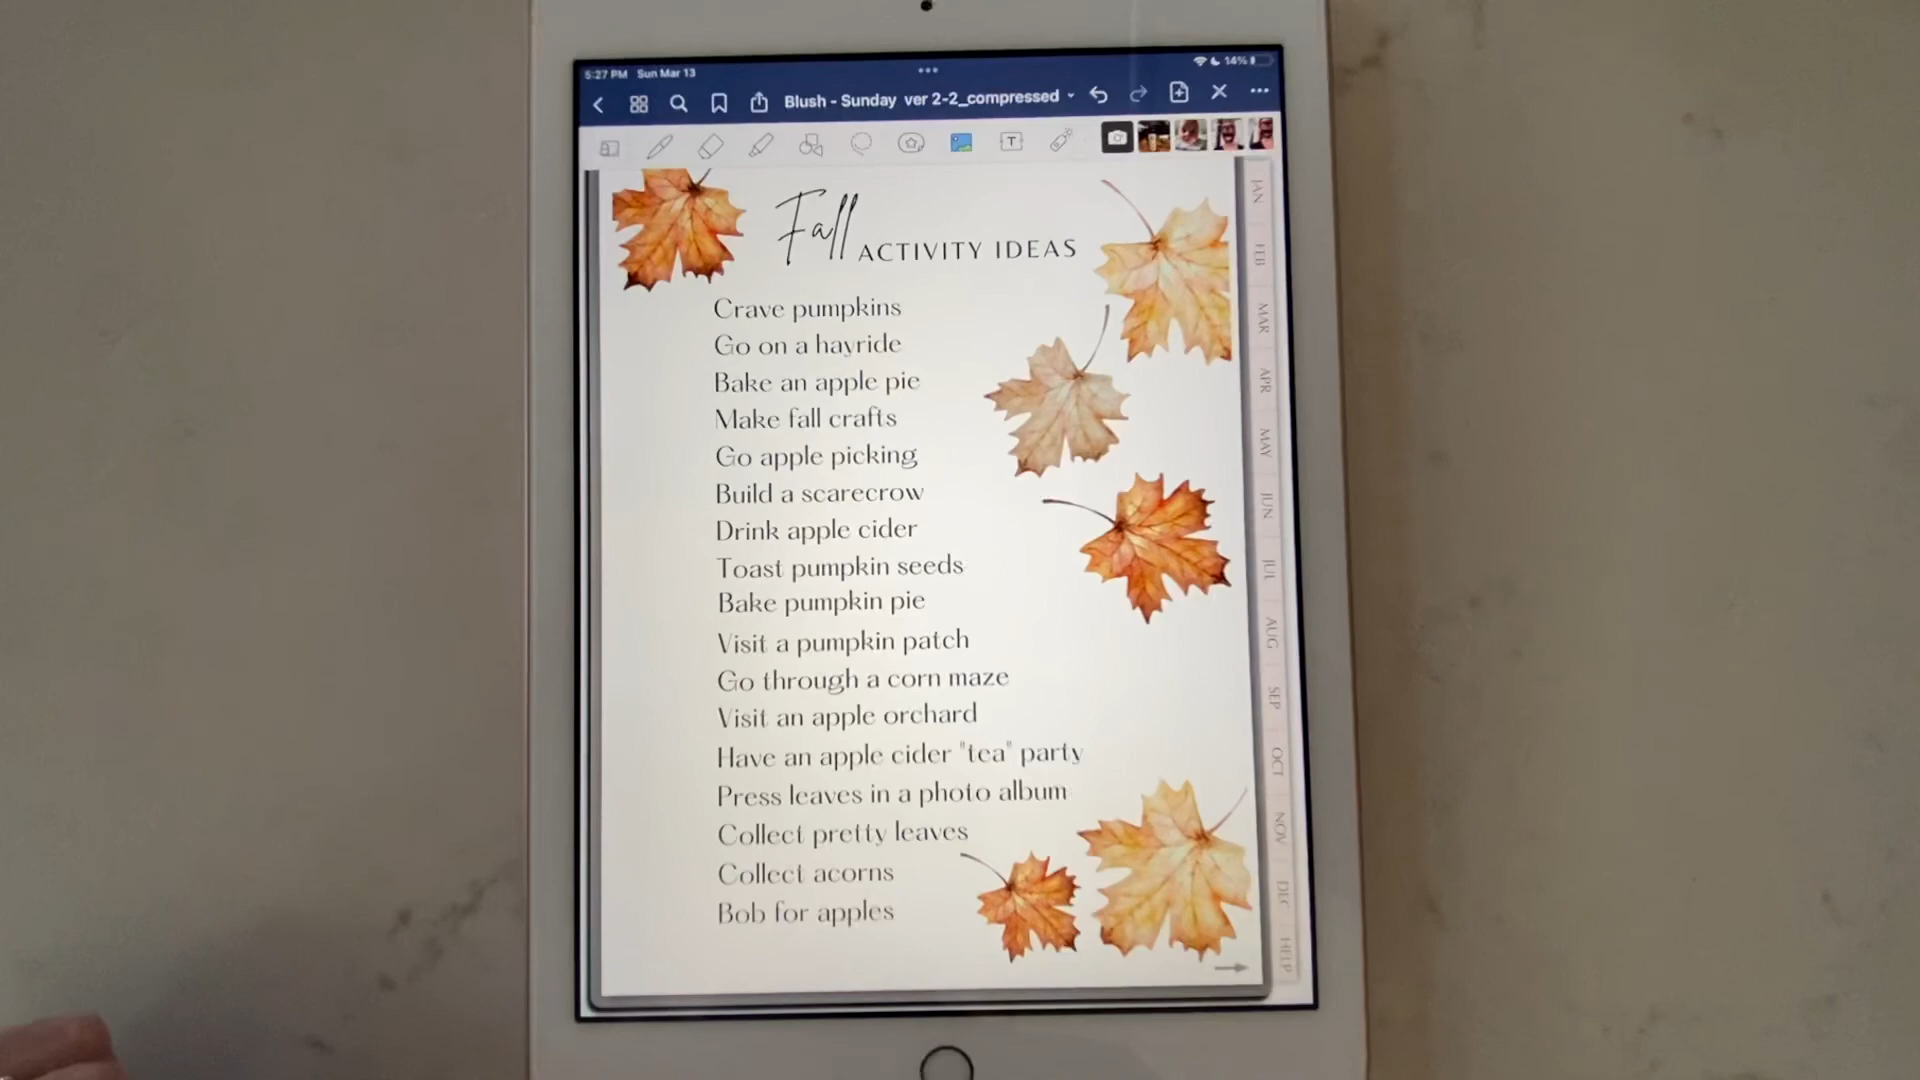 5:27 PM Sun Mar 13
14%
Blush - Sunday ver 2-2_compressed
T
Fall ACTIVITY IDEAS
Crave pumpkins
Go on a hayride
Bake an apple pie
Make fall crafts
Go apple picking
Build a scarecrow
Drink apple cider
Toast pumpkin seeds
Bake pumpkin pie
Visit a pumpkin patch
Go through a corn maze
Visit an apple orchard
Have an apple cider "tea" party
Press leaves in a photo album
Collect pretty leaves
Collect acorns
Bob for apples
JAN
FEB
MAR
APR
MAY
JUN
JUL
AUG
SEP
OCT
NOV
DEC
HELP